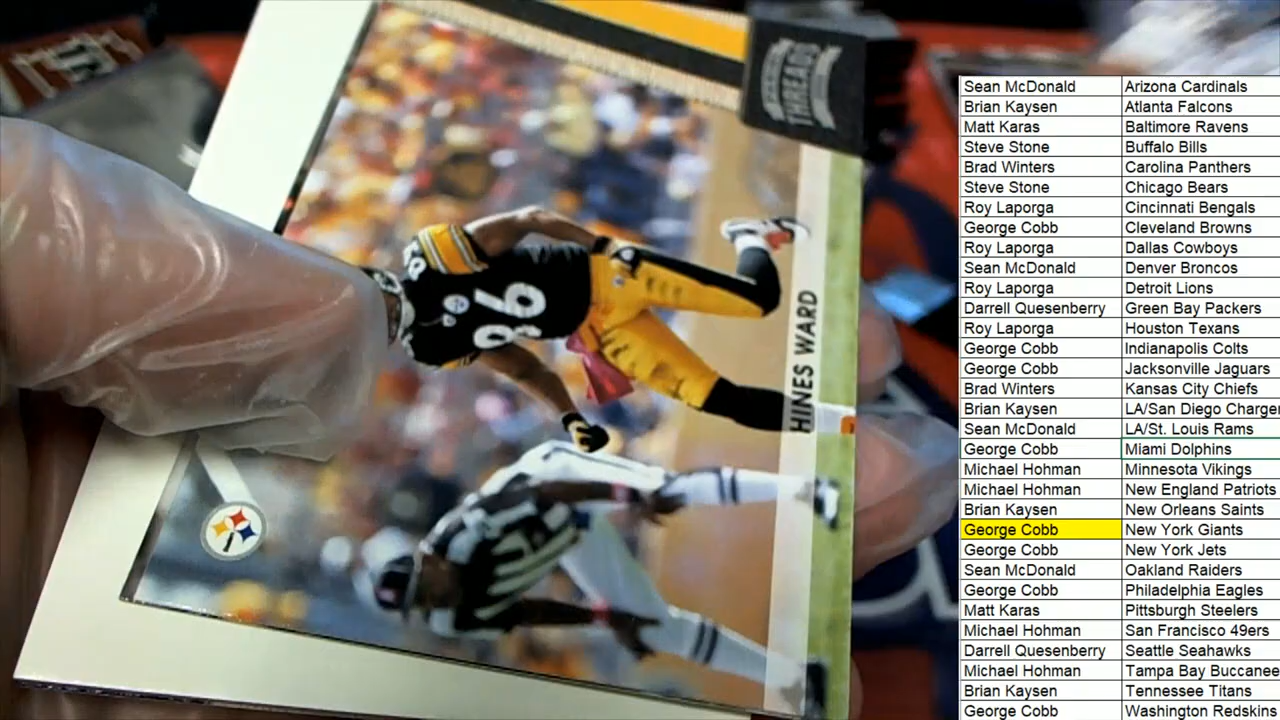 THREADS
HINES WARD
86
Sean McDonald Arizona Cardinals
Brian Kaysen Atlanta Falcons
Matt Karas Baltimore Ravens
Steve Stone Buffalo Bills
Brad Winters Carolina Panthers
Steve Stone Chicago Bears
Roy Laporga Cincinnati Bengals
George Cobb Cleveland Browns
Roy Laporga Dallas Cowboys
Sean McDonald Denver Broncos
Roy Laporga Detroit Lions
Darrell Quesenberry Green Bay Packers
Roy Laporga Houston Texans
George Cobb Indianapolis Colts
George Cobb Jacksonville Jaguars
Brad Winters Kansas City Chiefs
Brian Kaysen LA/San Diego Charge
Sean McDonald LA/St. Louis Rams
George Cobb Miami Dolphins
Michael Hohman Minnesota Vikings
Michael Hohman New England Patriots
Brian Kaysen New Orleans Saints
George Cobb New York Giants
George Cobb New York Jets
Sean McDonald Oakland Raiders
George Cobb Philadelphia Eagles
Matt Karas Pittsburgh Steelers
Michael Hohman San Francisco 49ers
Darrell Quesenberry Seattle Seahawks
Michael Hohman Tampa Bay Buccanee
Brian Kaysen Tennessee Titans
George Cobb Washington Redskins